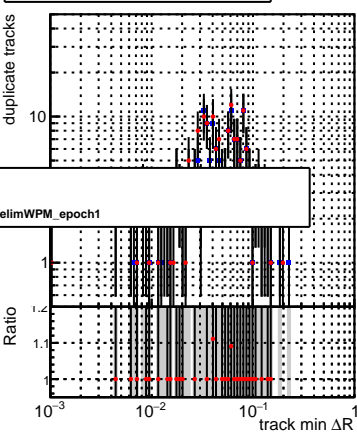 duplicate tracks
10
elimWPM_epoch1
1
Ratio
1.2
1.1
1
10⁻³ 10⁻² 10⁻¹ 1
track min ΔR